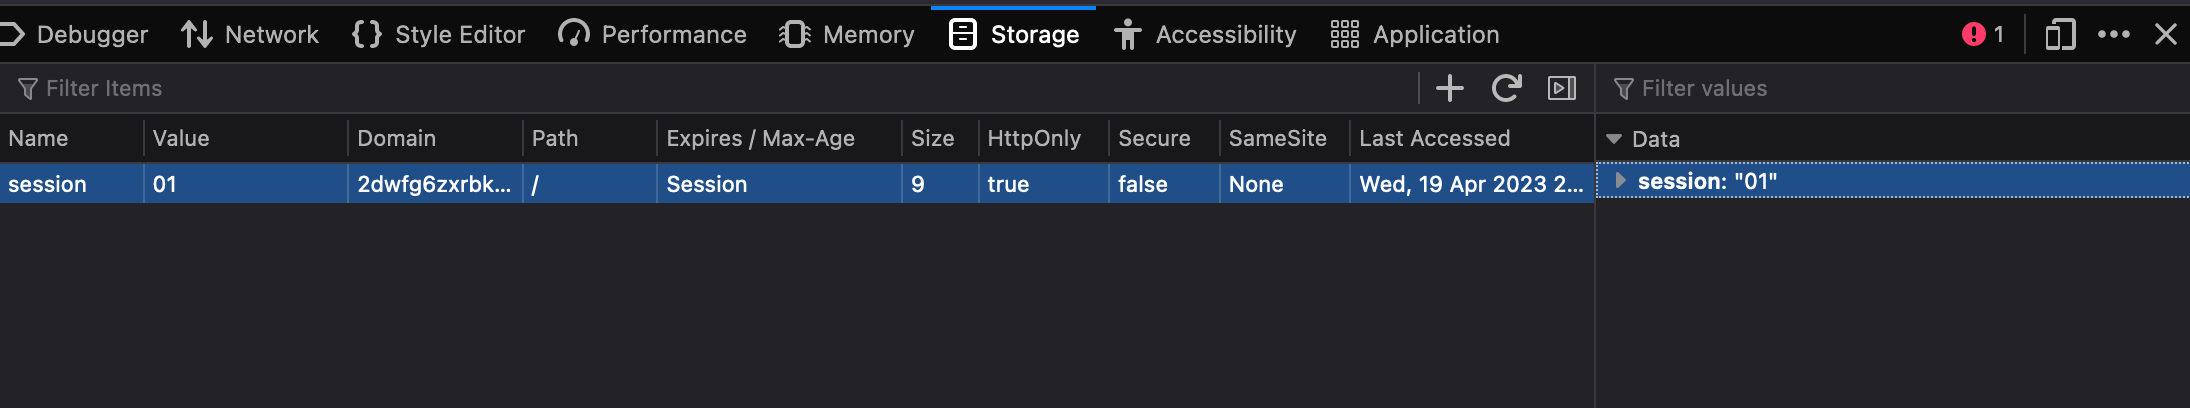 Debugger Network Style Editor Performance Memory Storage Accessibility Application 1
Filter Items Filter values
Name Value Domain Path Expires / Max-Age Size HttpOnly Secure SameSite Last Accessed Data
session 01 2dwfg6zxrbk... / Session 9 true false None Wed, 19 Apr 2023 2... session: "01"